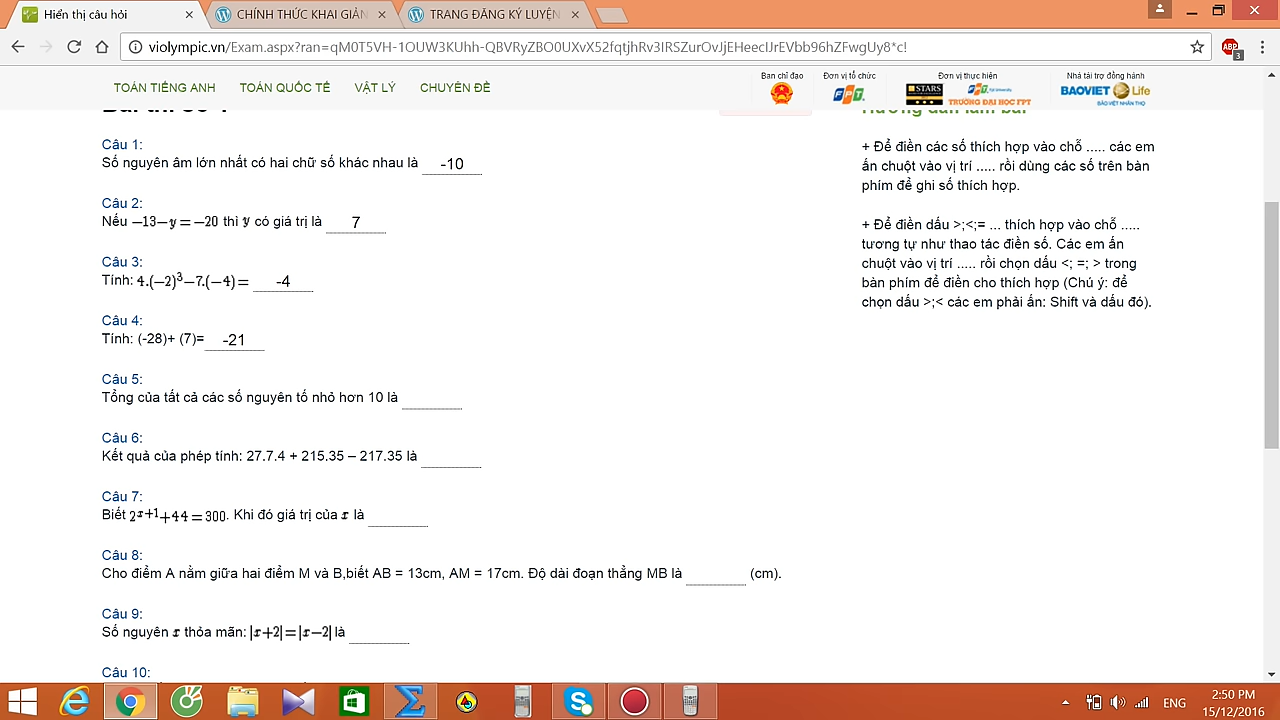 Hiển thị câu hỏi
CHÍNH THỨC KHAI GIẢN
TRANG ĐĂNG KÝ LUYỆN
violympic.vn/Exam.aspx?ran=qM0T5VH-1OUW3KUhh-QBVRyZBO0UXvX52fqtjhRv3IRSZurOvJjEHeecIJrEVbb96hZFwgUy8*c!
ABP
3
TOÁN TIẾNG ANH TOÁN QUỐC TẾ VẬT LÝ CHUYÊN ĐỀ
Ban chỉ đạo Đơn vị tổ chức Đơn vị thực hiện Nhà tài trợ đồng hành
FPT STARS FPT University BAOVIET Life
TRƯỜNG ĐẠI HỌC FPT BẢO VIỆT NHÂN THỌ
Hướng dẫn làm bài
Câu 1:
Số nguyên âm lớn nhất có hai chữ số khác nhau là -10
Câu 2:
Nếu −13−y=−20 thì y có giá trị là 7
Câu 3:
Tính: 4.(−2)³−7.(−4)= -4
Câu 4:
Tính: (-28)+ (7)= -21
Câu 5:
Tổng của tất cả các số nguyên tố nhỏ hơn 10 là
Câu 6:
Kết quả của phép tính: 27.7.4 + 215.35 – 217.35 là
Câu 7:
Biết 2^{x+1}+44=300. Khi đó giá trị của x là
Câu 8:
Cho điểm A nằm giữa hai điểm M và B,biết AB = 13cm, AM = 17cm. Độ dài đoạn thẳng MB là (cm).
Câu 9:
Số nguyên x thỏa mãn: |x+2|=|x−2| là
Câu 10:
+ Để điền các số thích hợp vào chỗ ..... các em
ấn chuột vào vị trí ..... rồi dùng các số trên bàn
phím để ghi số thích hợp.
+ Để điền dấu >;<;= ... thích hợp vào chỗ .....
tương tự như thao tác điền số. Các em ấn
chuột vào vị trí ..... rồi chọn dấu <; =; > trong
bàn phím để điền cho thích hợp (Chú ý: để
chọn dấu >;< các em phải ấn: Shift và dấu đó).
ENG
2:50 PM
15/12/2016